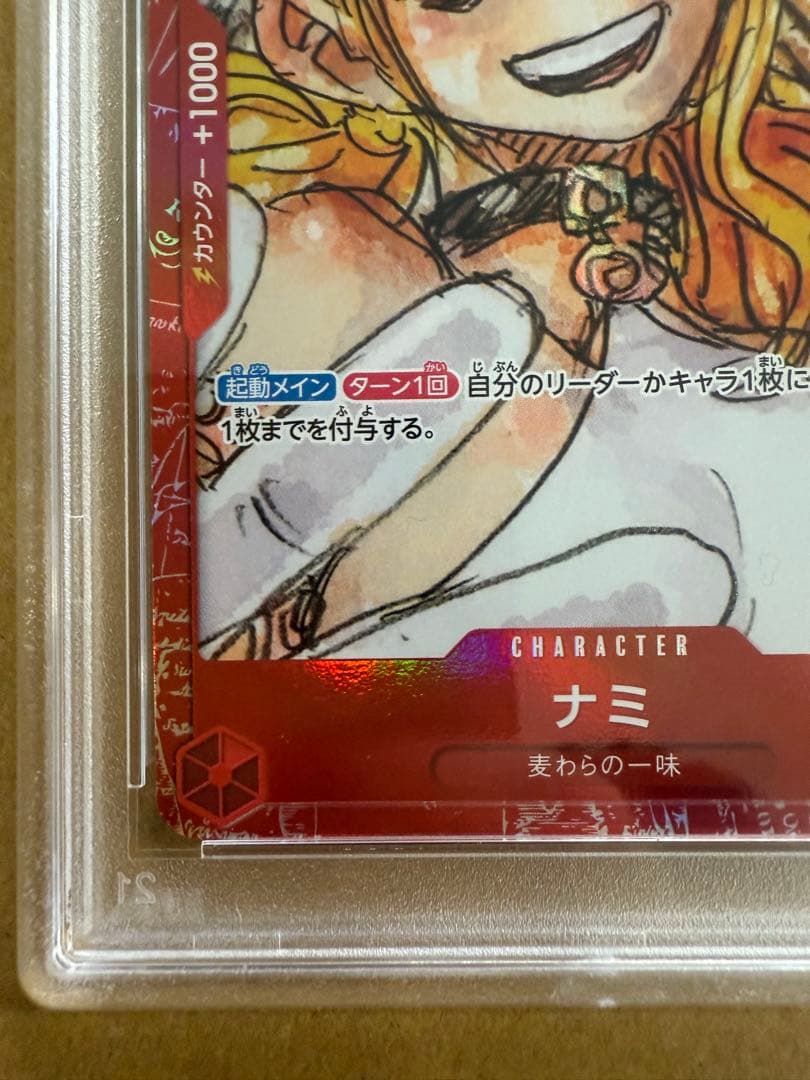 カウンター +1000
起動メイン ターン1回 自分のリーダーかキャラ1枚に
1枚までを付与する。
CHARACTER
ナミ
麦わらの一味
21